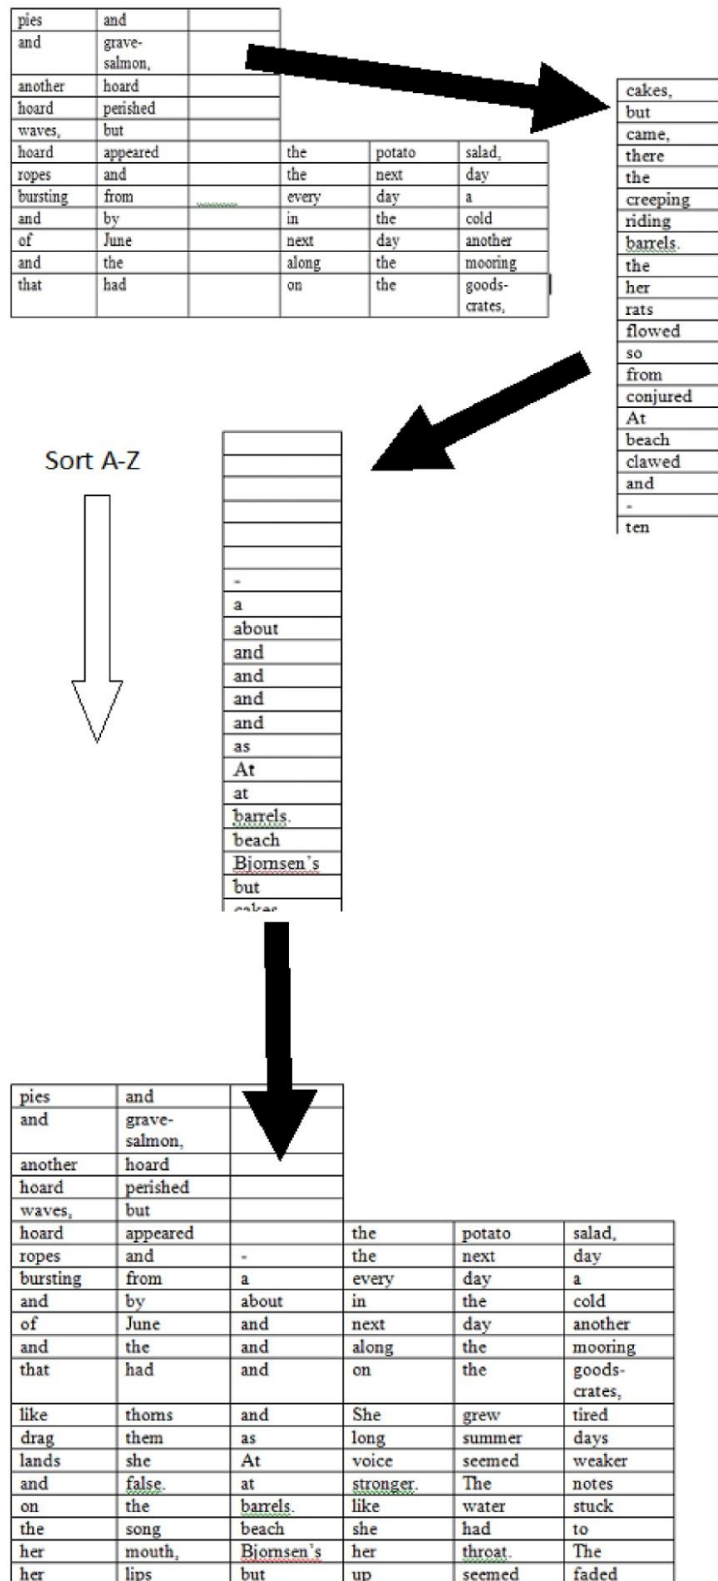 pies and
and grave-
salmon,
another hoard
hoard perished
waves, but
hoard appeared the potato salad,
ropes and the next day
bursting from every day a
and by in the cold
of June next day another
and the along the mooring
that had on the goods-
crates,
cakes,
but
came,
there
the
creeping
riding
barrels.
the
her
rats
flowed
so
from
conjured
At
beach
clawed
and
-
ten
Sort A-Z
-
a
about
and
and
and
and
as
At
at
barrels.
beach
Bjornsen's
but
cakes
pies and
and grave-
salmon,
another hoard
hoard perished
waves, but
hoard appeared the potato salad,
ropes and - the next day
bursting from a every day a
and by about in the cold
of June and next day another
and the and along the mooring
that had and on the goods-
crates,
like thorns and She grew tired
drag them as long summer days
lands she At voice seemed weaker
and false. at stronger. The notes
on the barrels. like water stuck
the song beach she had to
her mouth, Bjornsen's her throat. The
her lips but up seemed faded